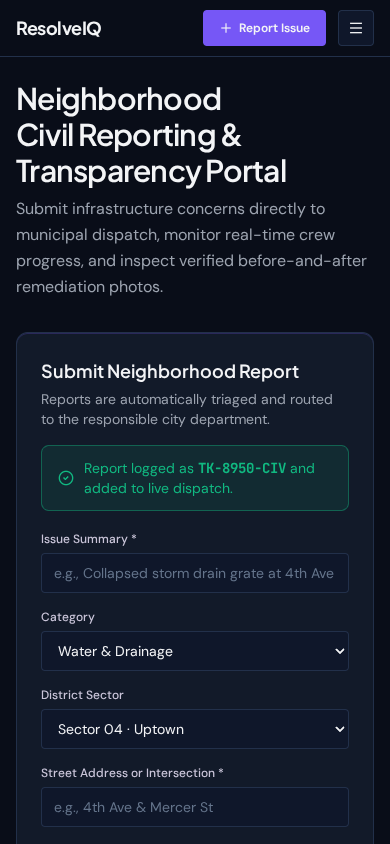 ResolveIQ
Report Issue
Neighborhood
Civil Reporting &
Transparency Portal
Submit infrastructure concerns directly to
municipal dispatch, monitor real-time crew
progress, and inspect verified before-and-after
remediation photos.
Submit Neighborhood Report
Reports are automatically triaged and routed
to the responsible city department.
Report logged as TK-8950-CIV and
added to live dispatch.
Issue Summary *
e.g., Collapsed storm drain grate at 4th Ave
Category
Water & Drainage
District Sector
Sector 04 · Uptown
Street Address or Intersection *
e.g., 4th Ave & Mercer St